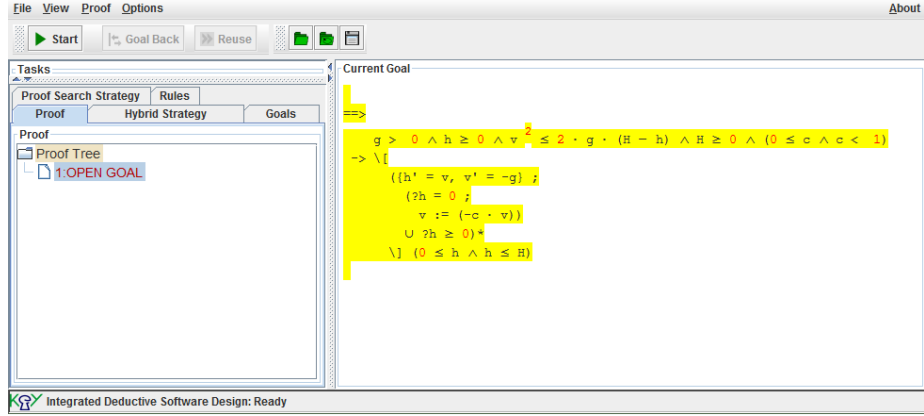 File View Proof Options About
Start Goal Back Reuse
Tasks
Proof Search Strategy Rules
Proof Hybrid Strategy Goals
Proof
Proof Tree
1:OPEN GOAL
Current Goal
==>
g > 0 ∧ h ≥ 0 ∧ v² ≤ 2 · g · (H − h) ∧ H ≥ 0 ∧ (0 ≤ c ∧ c < 1)
-> \[
({h' = v, v' = -g} ;
(?h = 0 ;
v := (-c · v))
∪ ?h ≥ 0)*
\] (0 ≤ h ∧ h ≤ H)
KeY Integrated Deductive Software Design: Ready